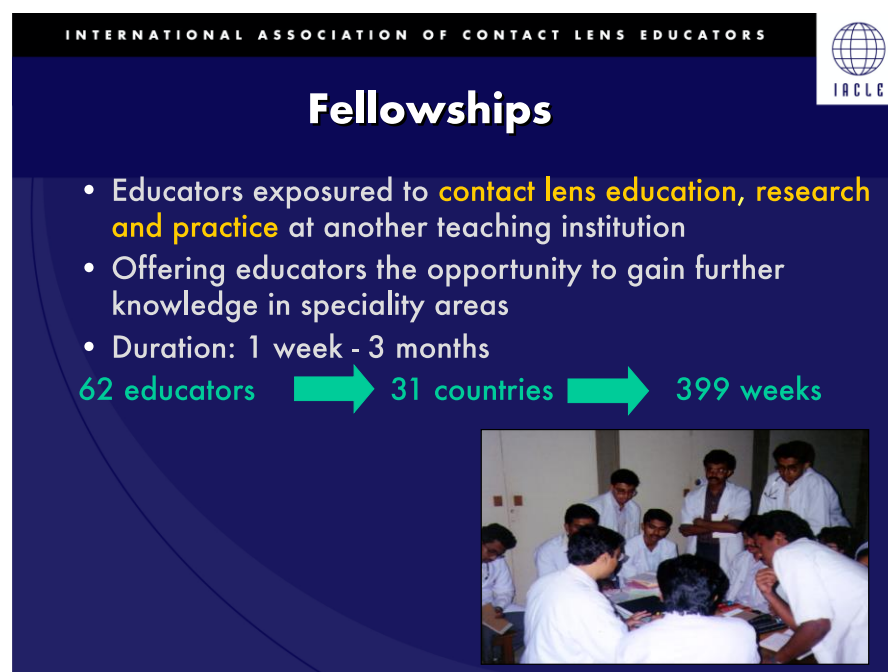 INTERNATIONAL ASSOCIATION OF CONTACT LENS EDUCATORS
IACLE
Fellowships
• Educators exposured to contact lens education, research
and practice at another teaching institution
• Offering educators the opportunity to gain further
knowledge in speciality areas
• Duration: 1 week - 3 months
62 educators 31 countries 399 weeks